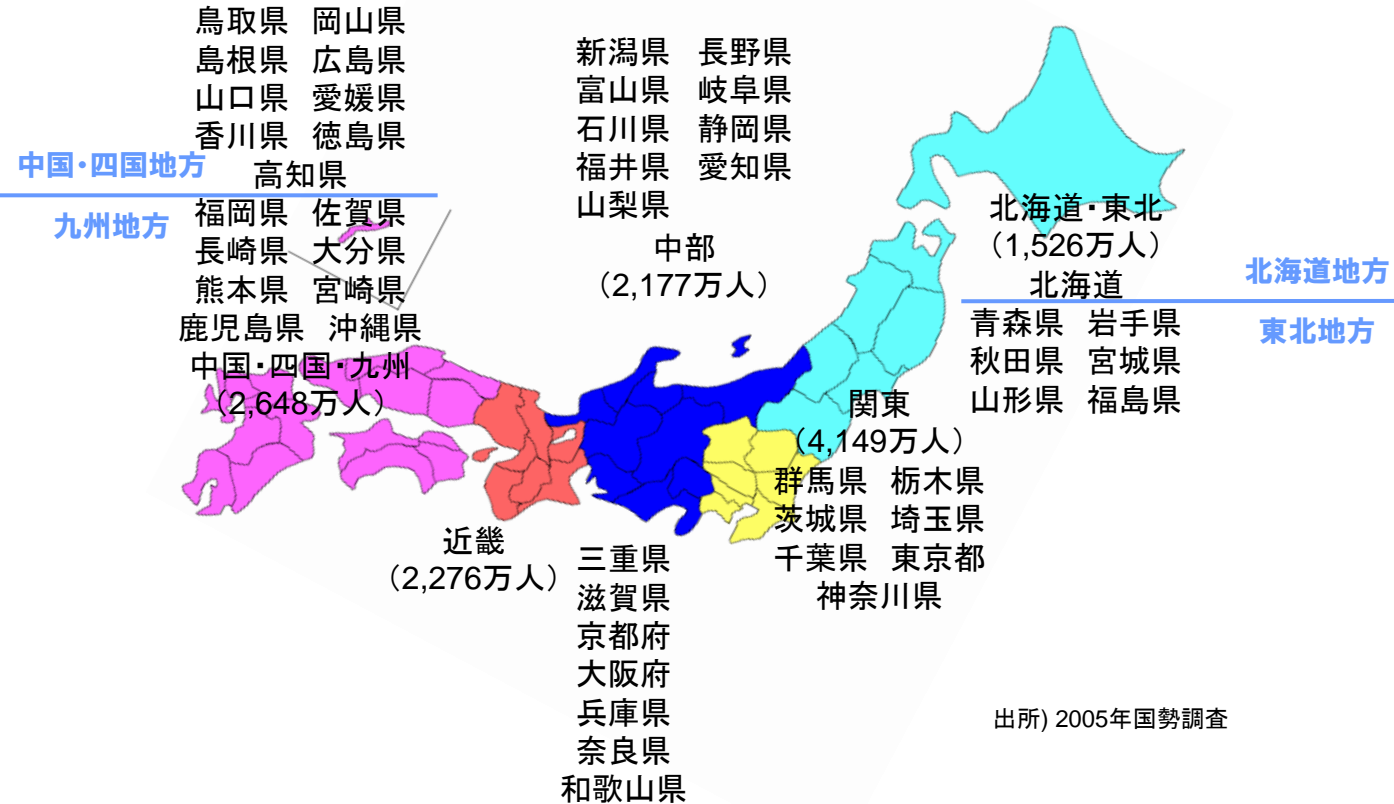 鳥取県 岡山県
島根県 広島県
山口県 愛媛県
香川県 徳島県
高知県
中国・四国地方
九州地方
福岡県 佐賀県
長崎県 大分県
熊本県 宮崎県
鹿児島県 沖縄県
中国・四国・九州
（2,648万人）
新潟県 長野県
富山県 岐阜県
石川県 静岡県
福井県 愛知県
山梨県
中部
（2,177万人）
北海道・東北
（1,526万人）
北海道
北海道地方
東北地方
青森県 岩手県
秋田県 宮城県
山形県 福島県
関東
（4,149万人）
群馬県 栃木県
茨城県 埼玉県
千葉県 東京都
神奈川県
近畿
（2,276万人）
三重県
滋賀県
京都府
大阪府
兵庫県
奈良県
和歌山県
出所) 2005年国勢調査